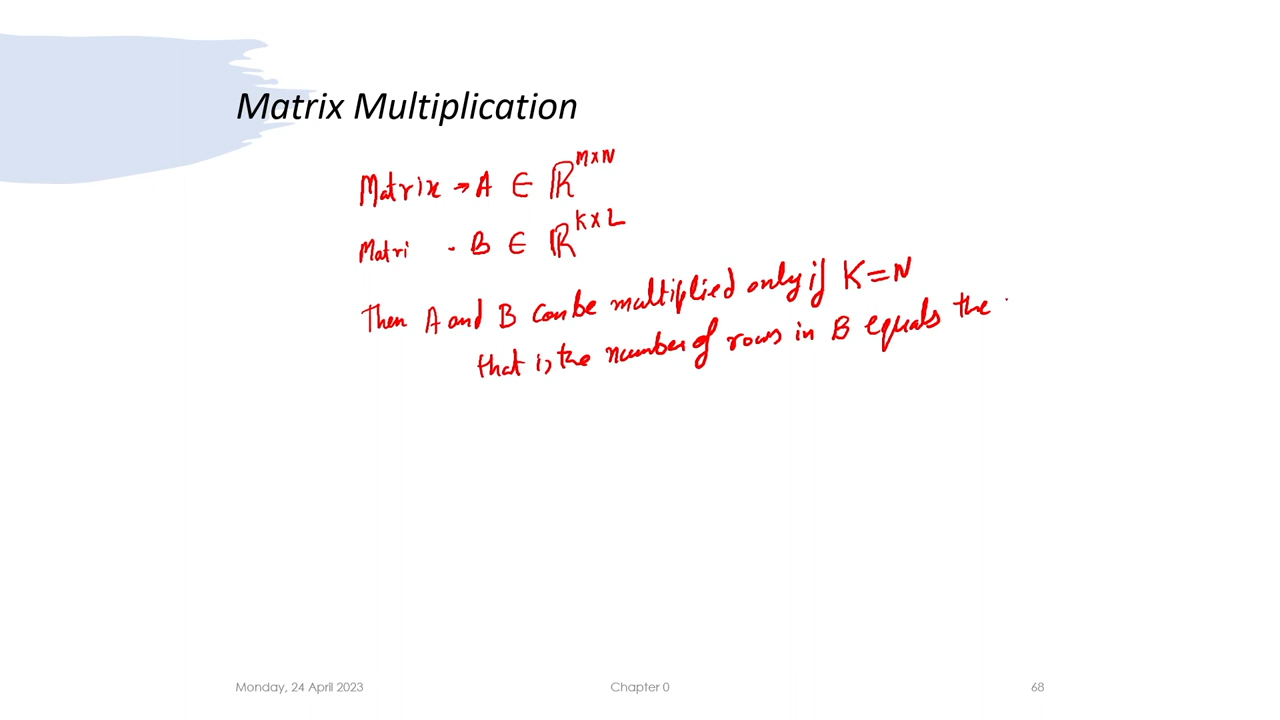 Matrix Multiplication
Matrix → A ∈ ℝ^{M×N}
Matri - B ∈ ℝ^{K×L}
Then A and B can be multiplied only if K=N
that is the number of rows in B equals the
Monday, 24 April 2023 Chapter 0 68